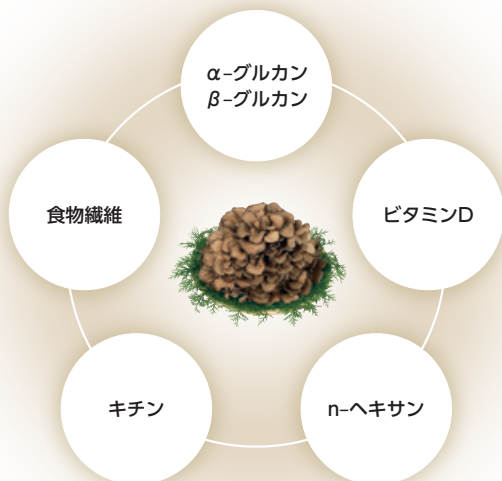 α-グルカン
β-グルカン
食物繊維
ビタミンD
キチン
n-ヘキサン